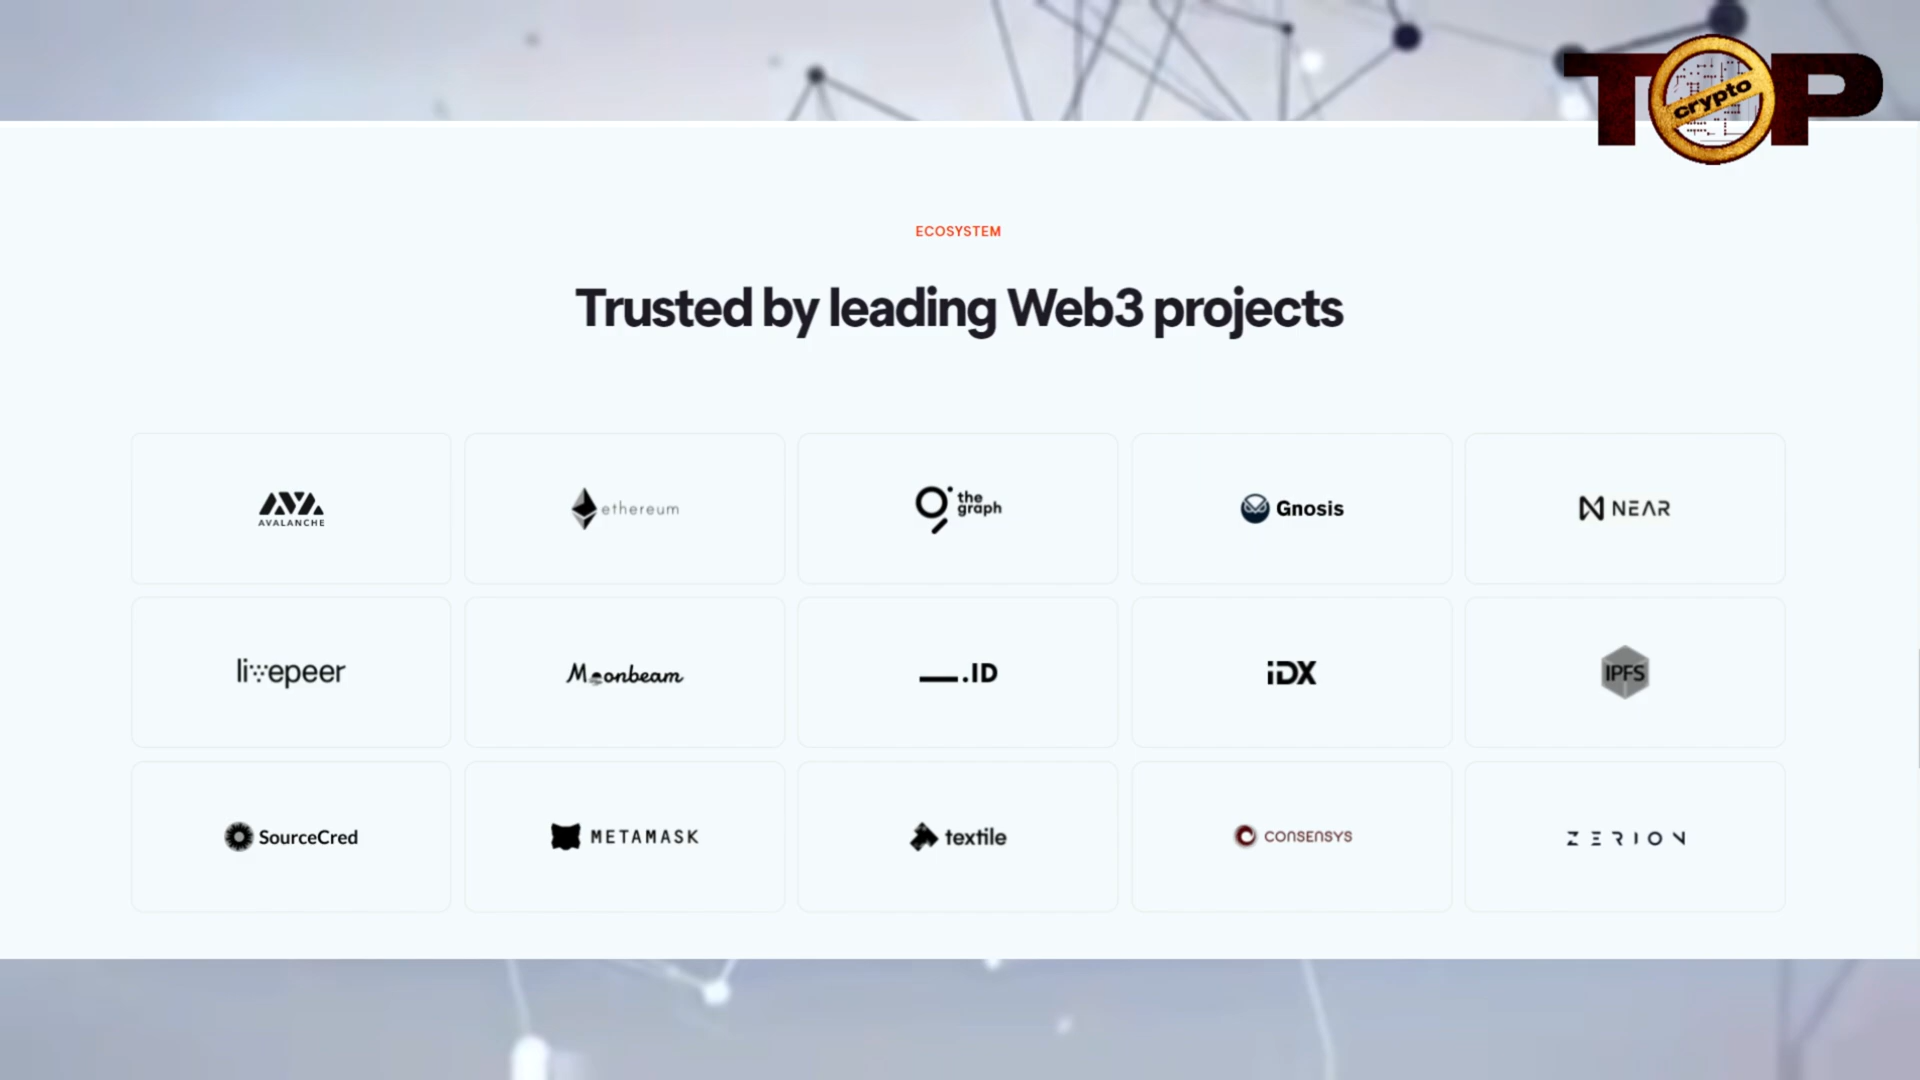 TOP
crypto
ECOSYSTEM
Trusted by leading Web3 projects
AVALANCHE
ethereum
the graph
Gnosis
NEAR
livepeer
Moonbeam
.ID
iDX
IPFS
SourceCred
METAMASK
textile
CONSENSYS
ZERION